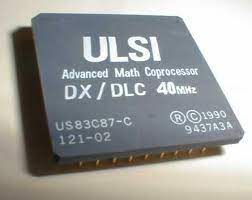 ULSI
Advanced Math Coprocessor
DX/DLC 40MHz
US83C87-C
121-02
®©1990
9437A3A